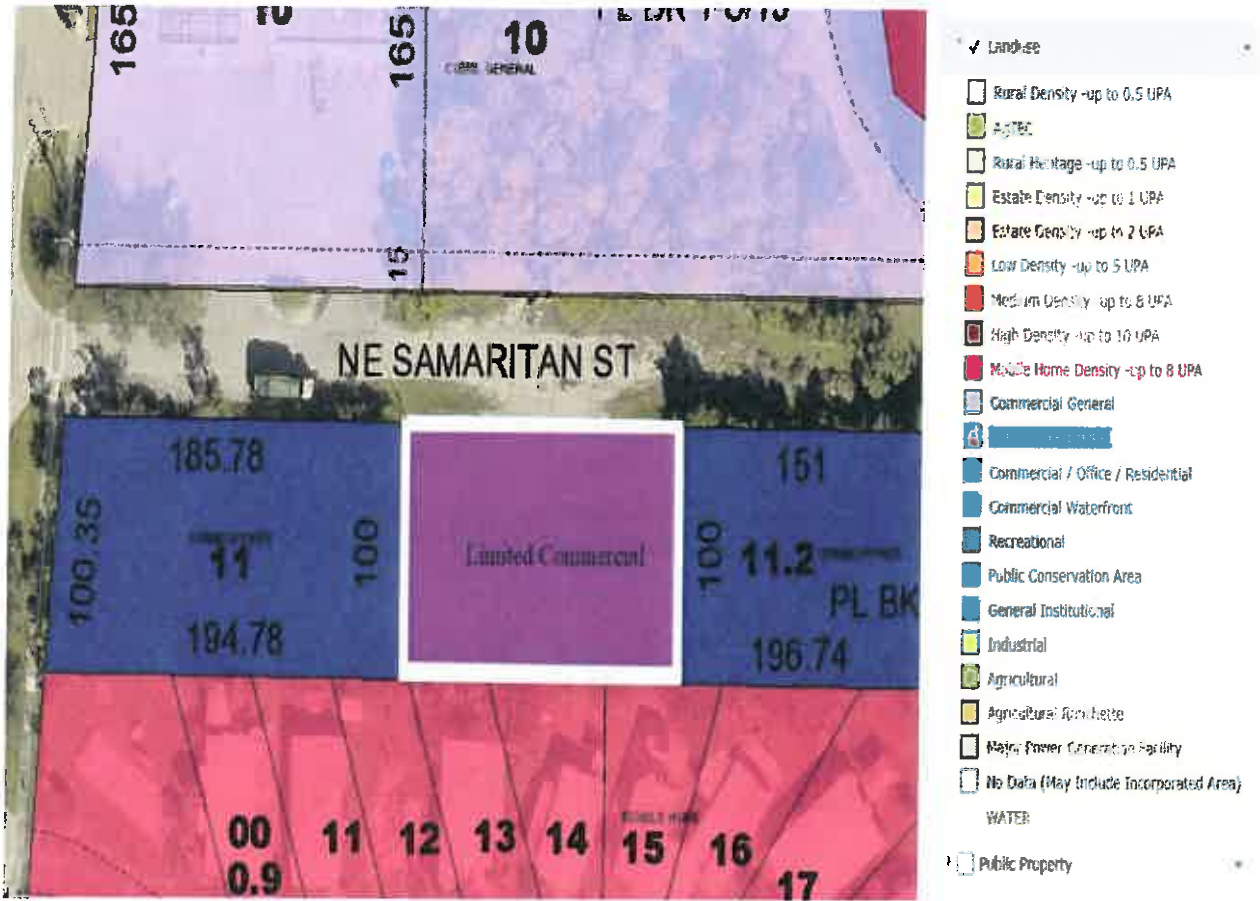 165
165
10
COMM GENERAL
15
NE SAMARITAN ST
185.78
100.35
11
100
194.78
Limited Commercial
151
100
11.2
PL BK
196.74
00
0.9
11
12
13
14
MOBILE HOME
15
16
17
Landuse
Rural Density -up to 0.5 UPA
AgTEC
Rural Heritage -up to 0.5 UPA
Estate Density -up to 1 UPA
Estate Density -up to 2 UPA
Low Density -up to 5 UPA
Medium Density -up to 8 UPA
High Density -up to 10 UPA
Mobile Home Density -up to 8 UPA
Commercial General
Commercial / Office / Residential
Commercial Waterfront
Recreational
Public Conservation Area
General Institutional
Industrial
Agricultural
Agricultural Ranchette
Major Power Generation Facility
No Data (May Include Incorporated Area)
WATER
Public Property